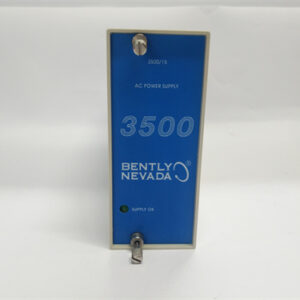 3500/15
AC POWER SUPPLY
3500
BENTLY
NEVADA ®
SUPPLY OK